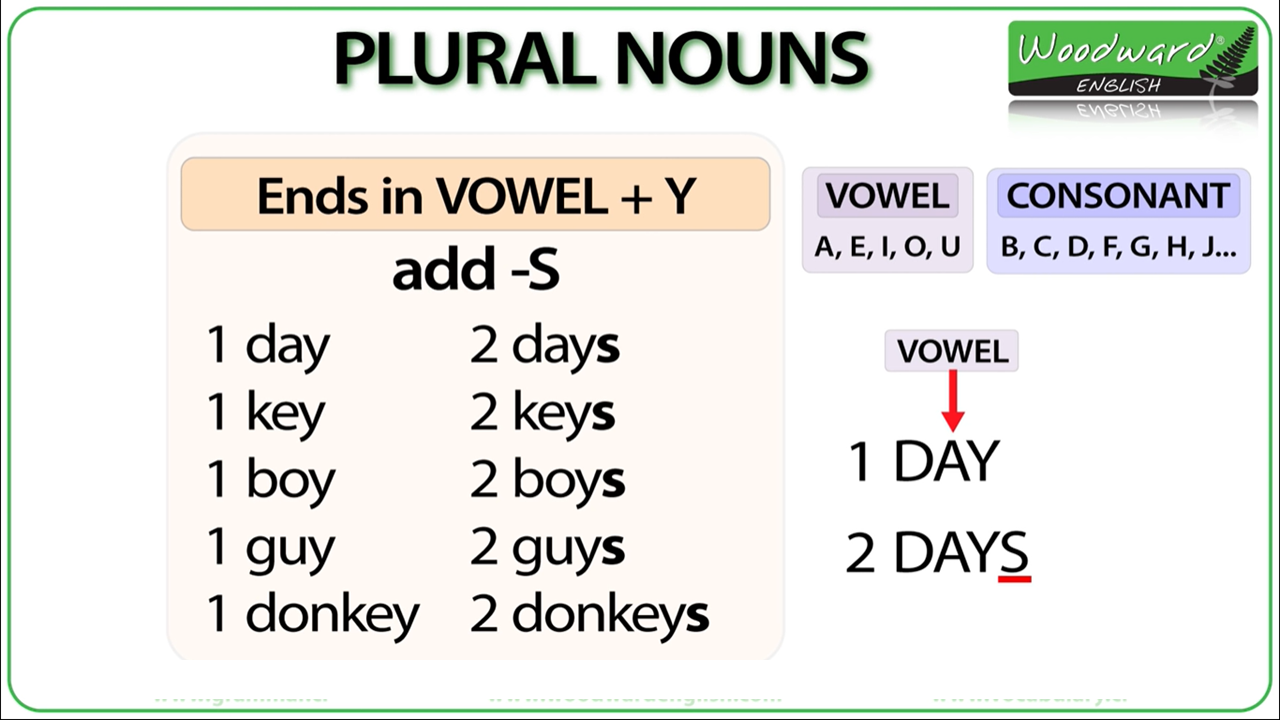 PLURAL NOUNS
Woodward®
ENGLISH
Ends in VOWEL + Y
add -S
1 day 2 days
1 key 2 keys
1 boy 2 boys
1 guy 2 guys
1 donkey 2 donkeys
VOWEL
A, E, I, O, U
CONSONANT
B, C, D, F, G, H, J...
VOWEL
1 DAY
2 DAYS